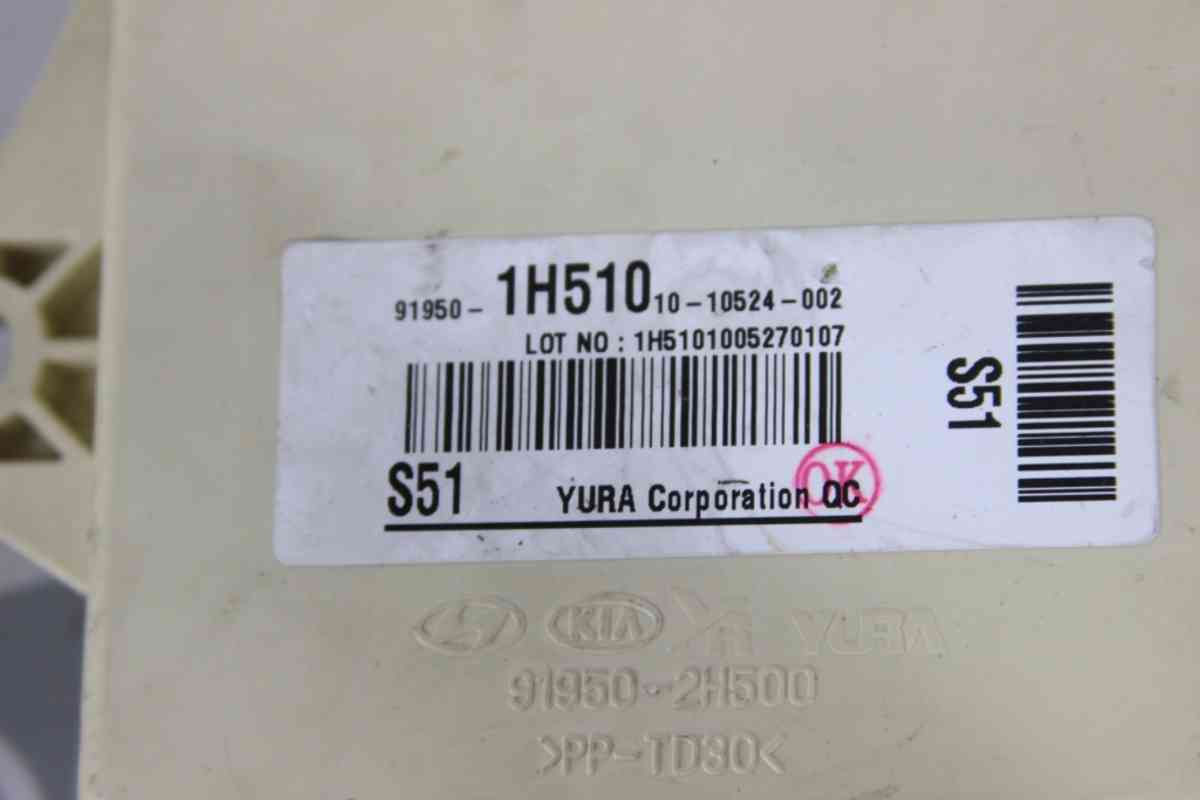 91950- 1H510 10-10524-002
LOT NO : 1H5101005270107
S51
YURA Corporation QC
OK
S51
KIA YURA
91950-2H500
>PP-TD30<